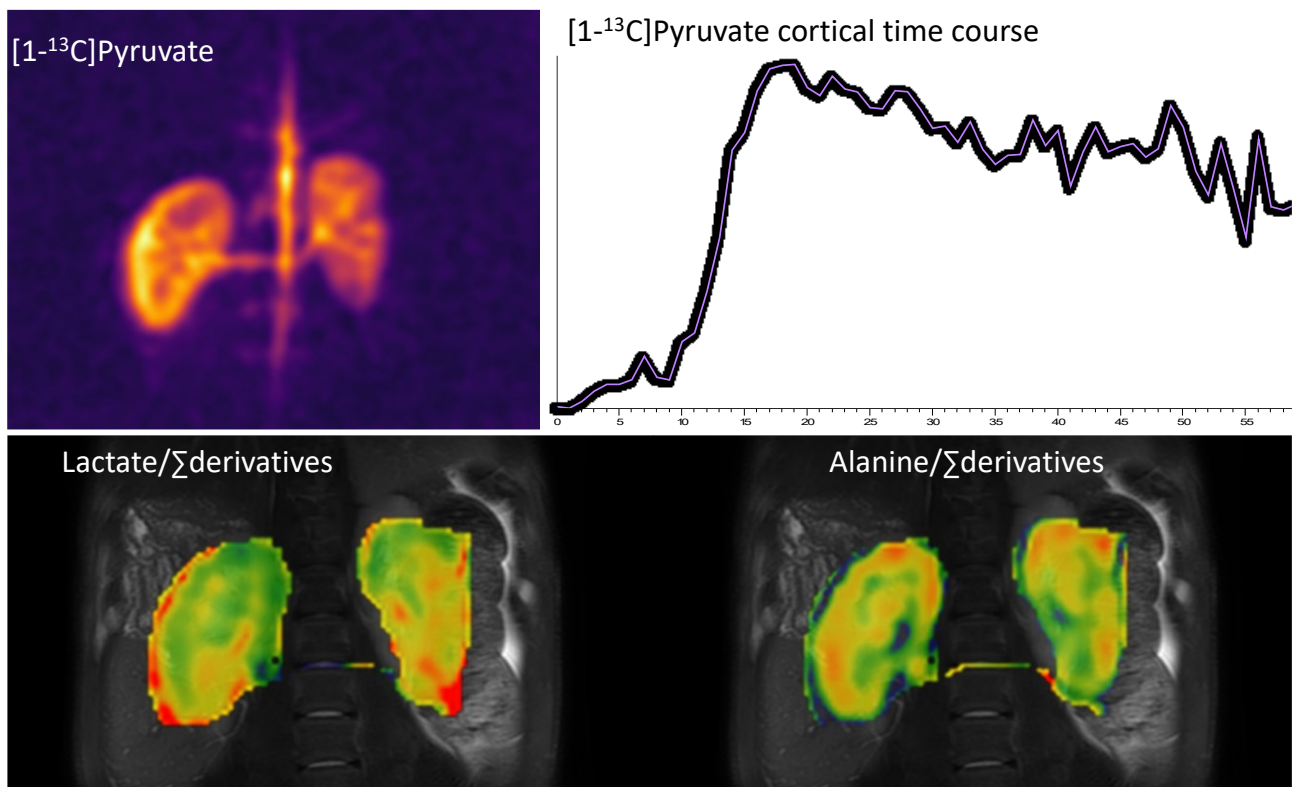 [1-¹³C]Pyruvate
[1-¹³C]Pyruvate cortical time course
0 5 10 15 20 25 30 35 40 45 50 55
Lactate/∑derivatives
Alanine/∑derivatives